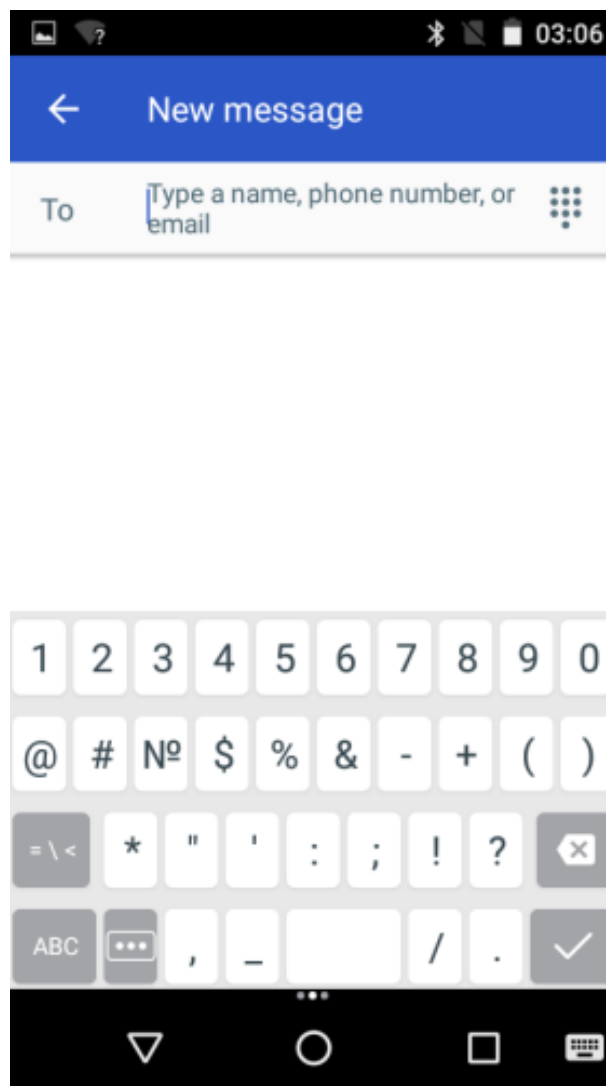 03:06
New message
To
Type a name, phone number, or
email
1 2 3 4 5 6 7 8 9 0
@ # № $ % & - + ( )
= \ < * " ' : ; ! ?
ABC , _ / .